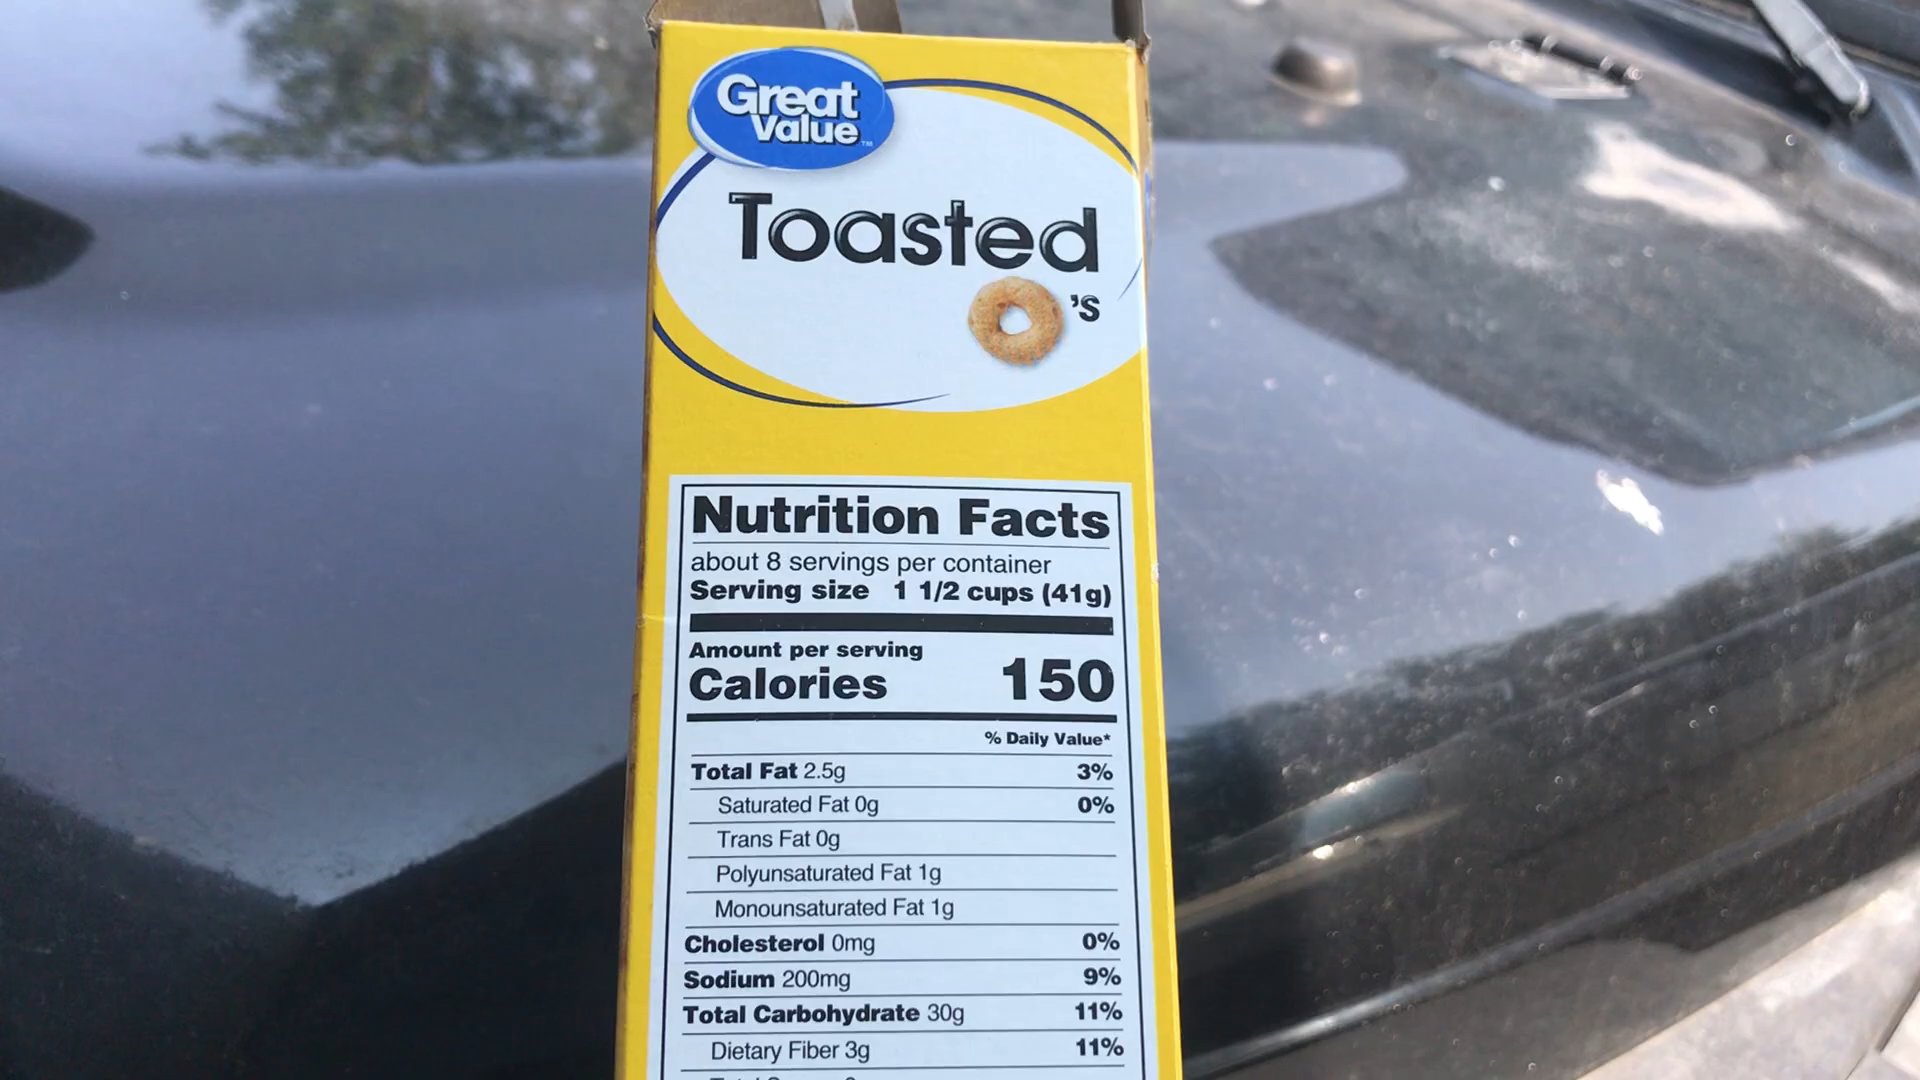 Great
Value™
Toasted
's
Nutrition Facts
about 8 servings per container
Serving size 1 1/2 cups (41g)
Amount per serving
Calories 150
% Daily Value*
Total Fat 2.5g 3%
Saturated Fat 0g 0%
Trans Fat 0g
Polyunsaturated Fat 1g
Monounsaturated Fat 1g
Cholesterol 0mg 0%
Sodium 200mg 9%
Total Carbohydrate 30g 11%
Dietary Fiber 3g 11%